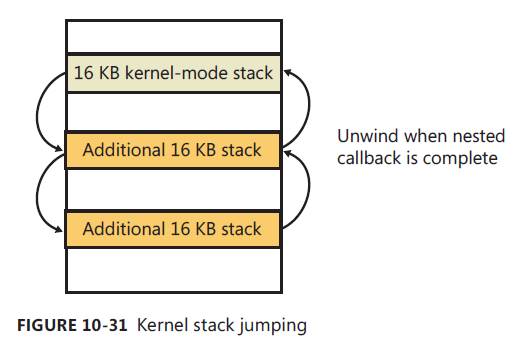 16 KB kernel-mode stack
Additional 16 KB stack
Unwind when nested
callback is complete
Additional 16 KB stack
FIGURE 10-31 Kernel stack jumping